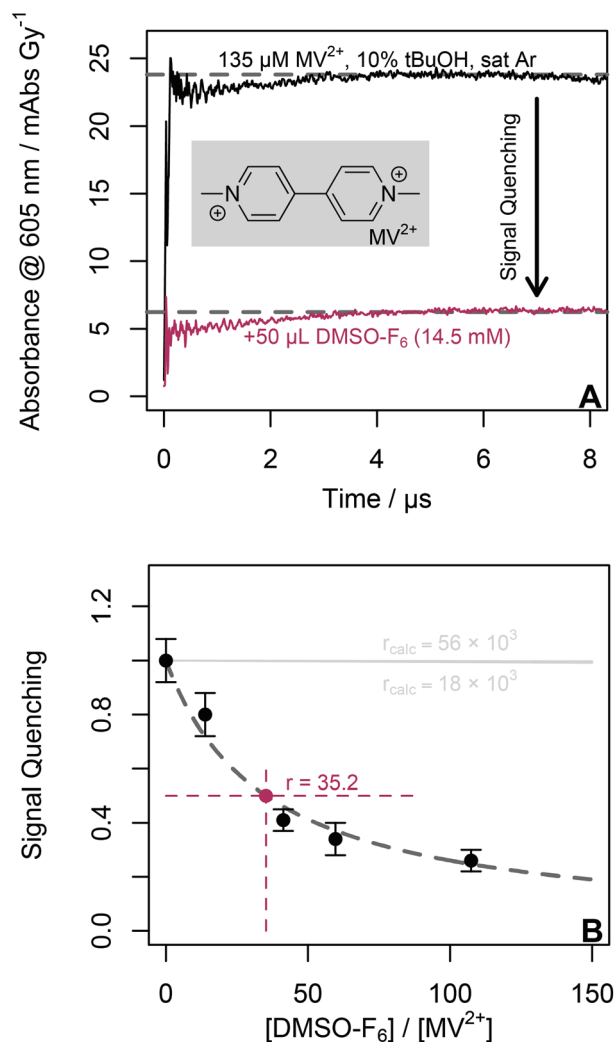 Absorbance @ 605 nm / mAbs Gy⁻¹
25
20
15
10
5
0
135 µM MV²⁺, 10% tBuOH, sat Ar
Signal Quenching
N
⊕
N
⊕
MV²⁺
+50 µL DMSO-F₆ (14.5 mM)
A
0
2
4
6
8
Time / µs
Signal Quenching
1.2
0.8
0.4
0.0
r_calc = 56 × 10³
r_calc = 18 × 10³
r = 35.2
B
0
50
100
150
[DMSO-F₆] / [MV²⁺]